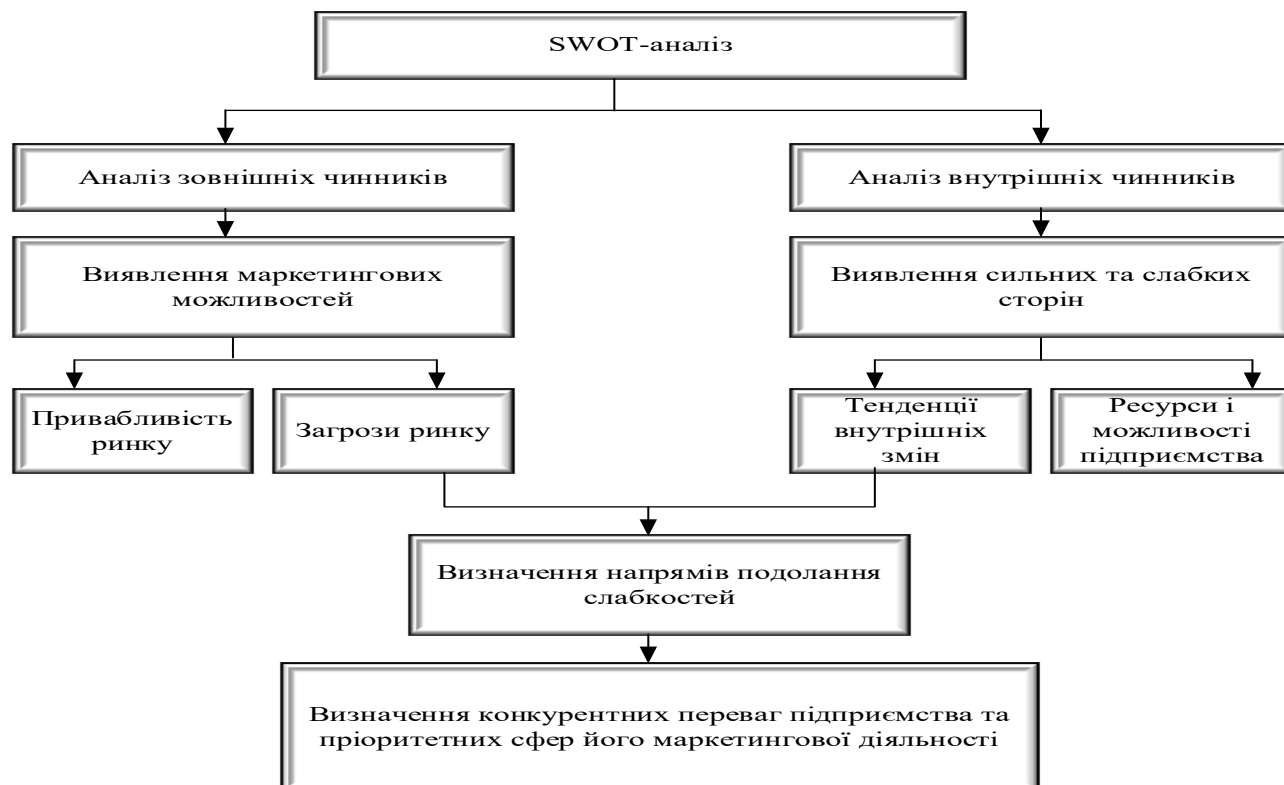 SWOT-аналіз
Аналіз зовнішніх чинників
Аналіз внутрішніх чинників
Виявлення маркетингових
можливостей
Виявлення сильних та слабких
сторін
Привабливість
ринку
Загрози ринку
Тенденції
внутрішніх
змін
Ресурси і
можливості
підприємства
Визначення напрямів подолання
слабкостей
Визначення конкурентних переваг підприємства та
пріоритетних сфер його маркетингової діяльності